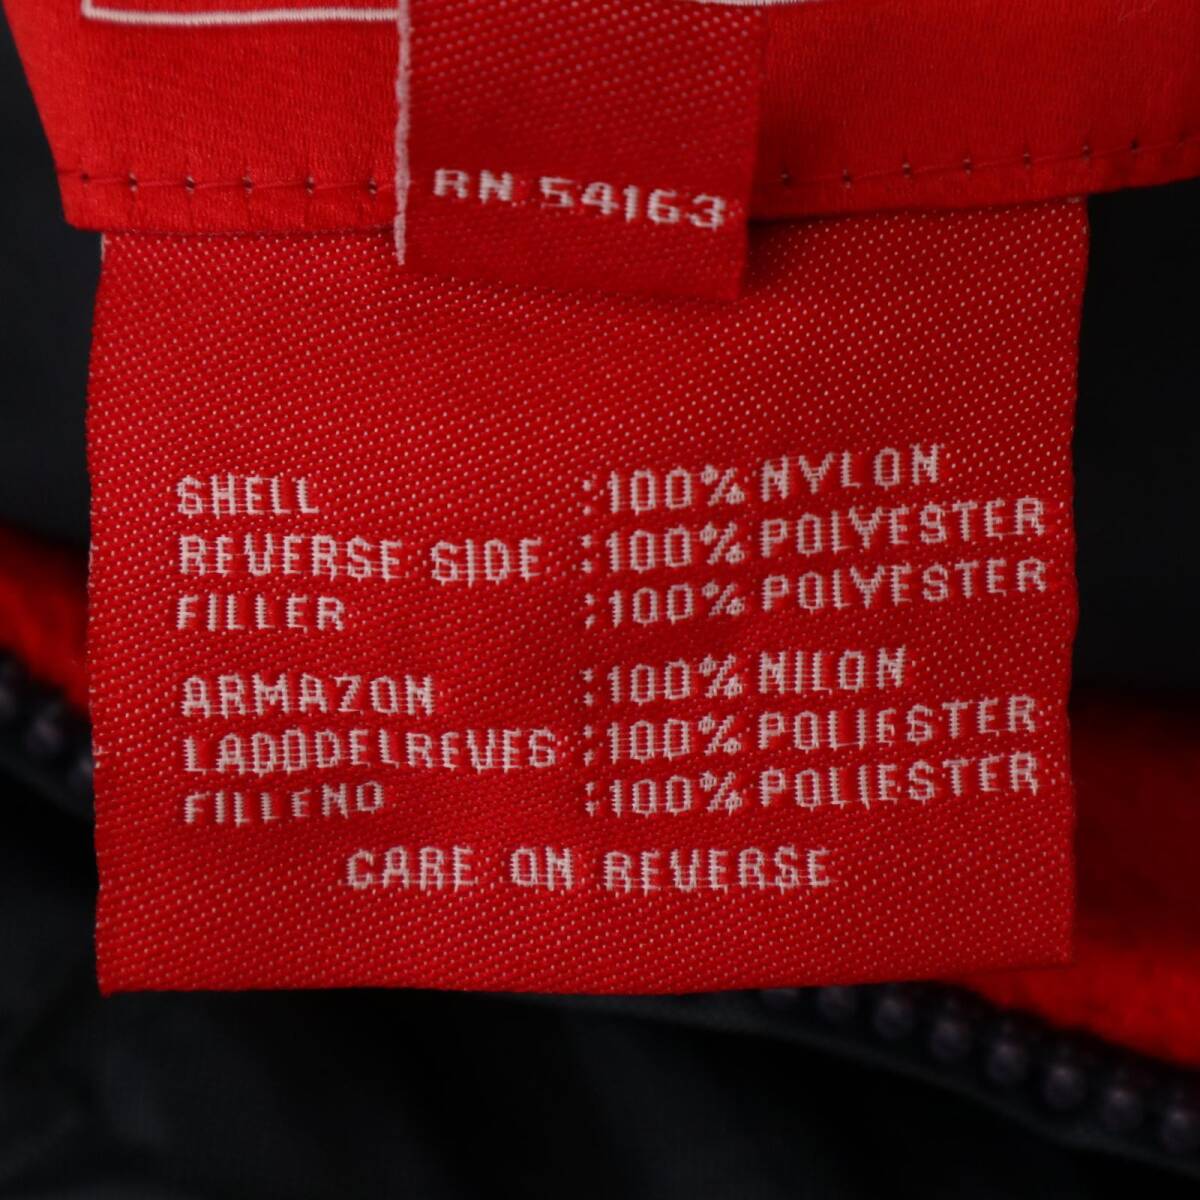 RN 54163
SHELL :100% NYLON
REVERSE SIDE :100% POLYESTER
FILLER :100% POLYESTER
ARMAZON :100% NILON
LADODELREVES :100% POLIESTER
FILLENO :100% POLIESTER
CARE ON REVERSE